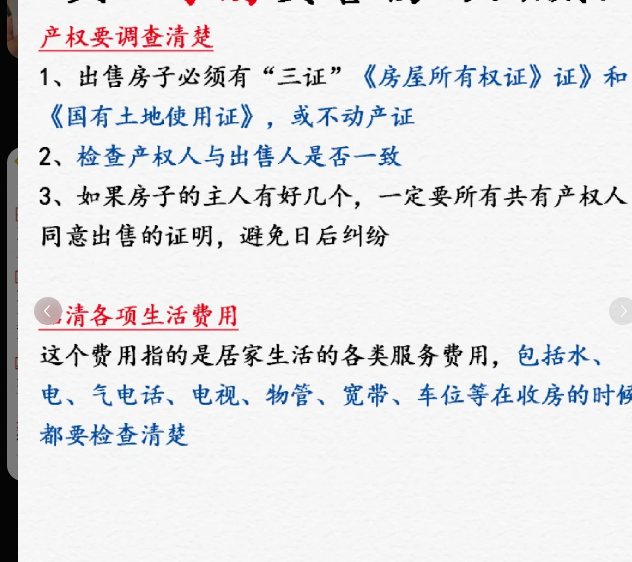 产权要调查清楚
1、出售房子必须有“三证”《房屋所有权证》证》和
《国有土地使用证》，或不动产证
2、检查产权人与出售人是否一致
3、如果房子的主人有好几个，一定要所有共有产权人
同意出售的证明，避免日后纠纷
清各项生活费用
这个费用指的是居家生活的各类服务费用，包括水、
电、气电话、电视、物管、宽带、车位等在收房的时候
都要检查清楚